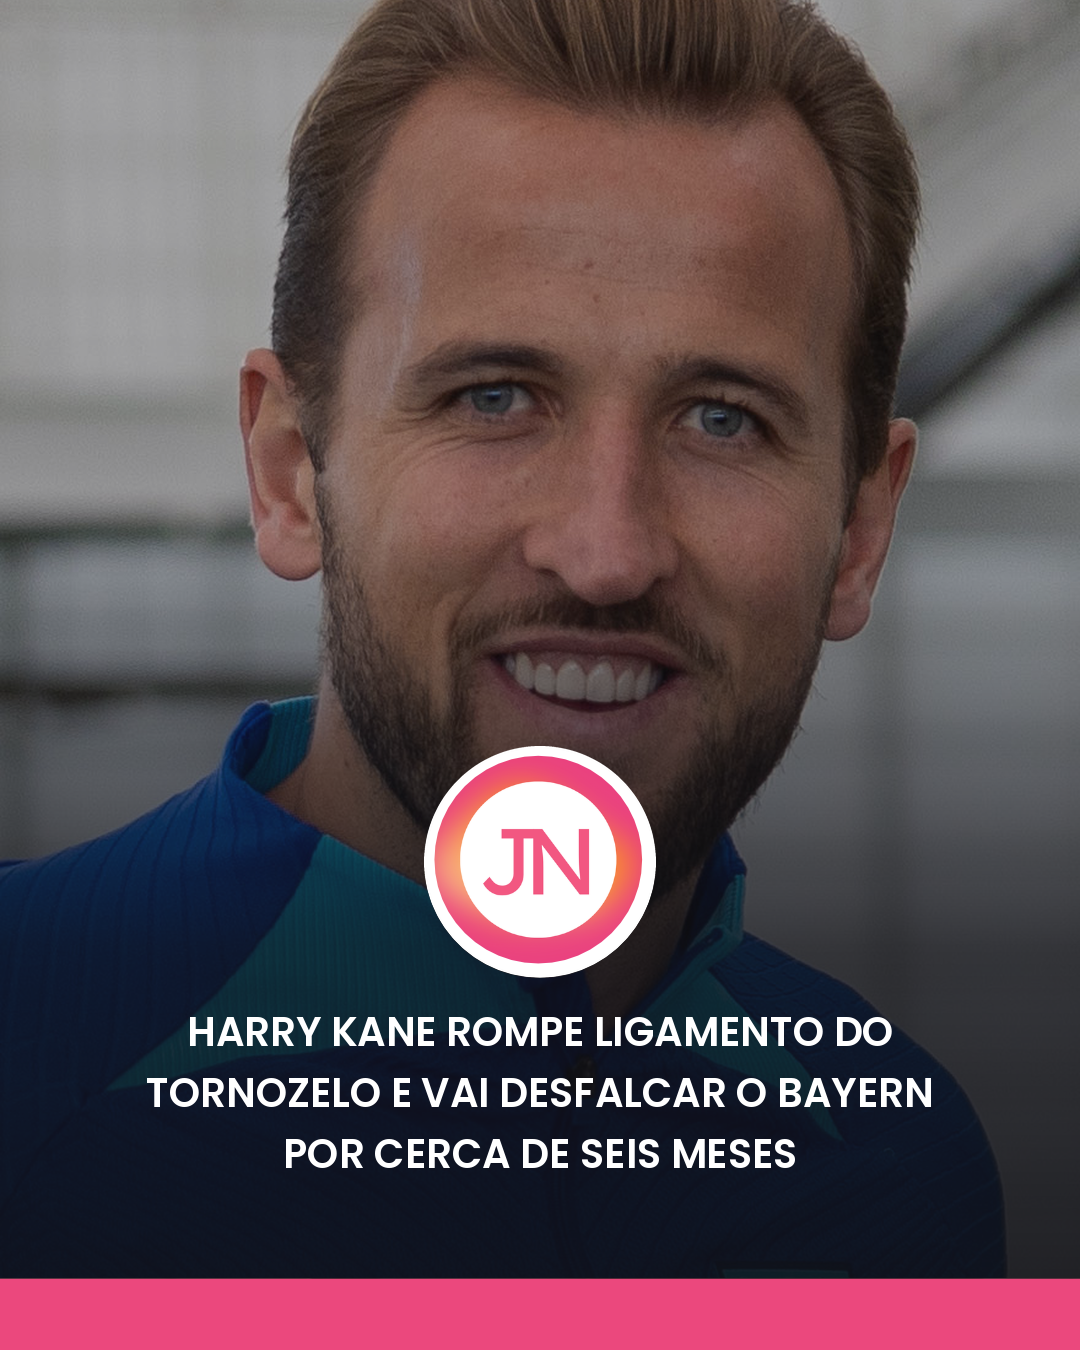 JN
HARRY KANE ROMPE LIGAMENTO DO
TORNOZELO E VAI DESFALCAR O BAYERN
POR CERCA DE SEIS MESES